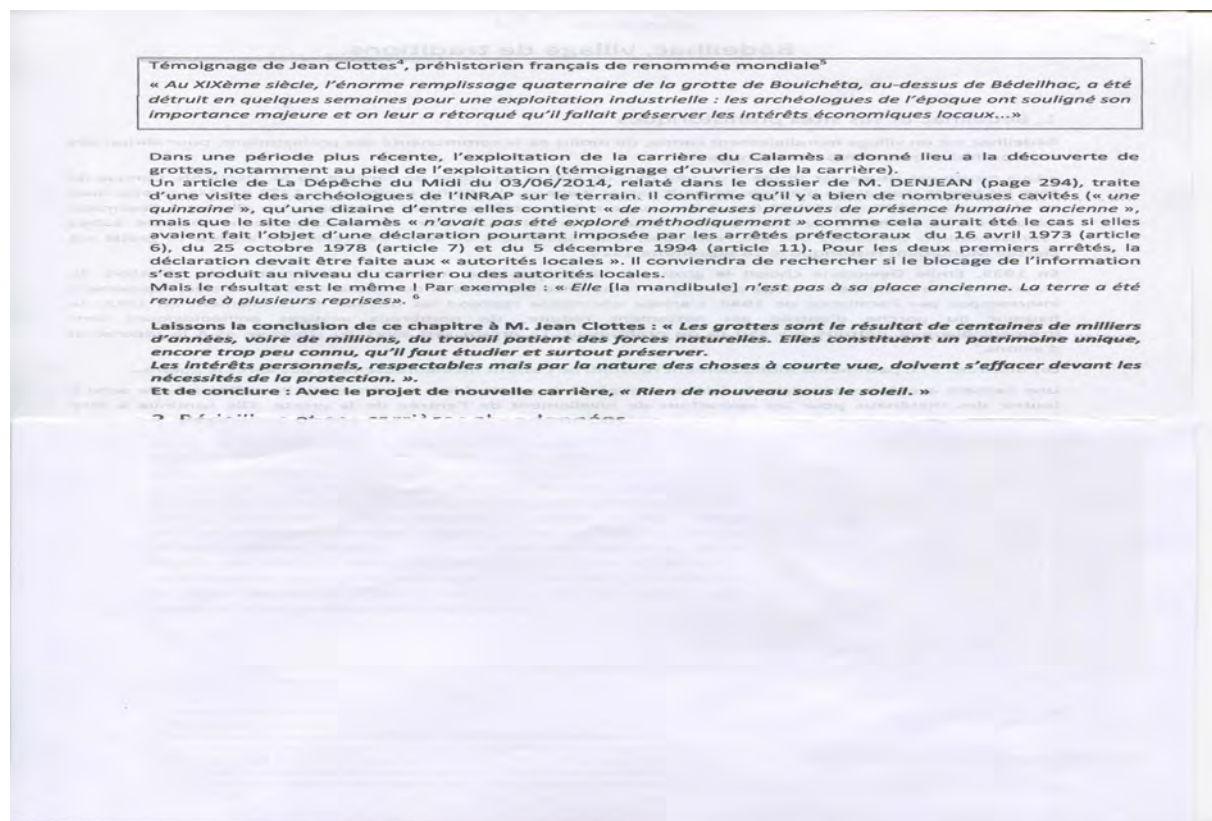 Témoignage de Jean Clottes⁴, préhistorien français de renommée mondiale⁵
« Au XIXème siècle, l'énorme remplissage quaternaire de la grotte de Bouichéta, au-dessus de Bédeilhac, a été
détruit en quelques semaines pour une exploitation industrielle : les archéologues de l'époque ont souligné son
importance majeure et on leur a rétorqué qu'il fallait préserver les intérêts économiques locaux...»
Dans une période plus récente, l'exploitation de la carrière du Calamès a donné lieu a la découverte de
grottes, notamment au pied de l'exploitation (témoignage d'ouvriers de la carrière).
Un article de La Dépêche du Midi du 03/06/2014, relaté dans le dossier de M. DENJEAN (page 294), traite
d'une visite des archéologues de l'INRAP sur le terrain. Il confirme qu'il y a bien de nombreuses cavités (« une
quinzaine », qu'une dizaine d'entre elles contient « de nombreuses preuves de présence humaine ancienne »,
mais que le site de Calamès « n'avait pas été exploré méthodiquement » comme cela aurait été le cas si elles
avaient fait l'objet d'une déclaration pourtant imposée par les arrêtés préfectoraux du 16 avril 1973 (article
6), du 25 octobre 1978 (article 7) et du 5 décembre 1994 (article 11). Pour les deux premiers arrêtés, la
déclaration devait être faite aux « autorités locales ». Il conviendra de rechercher si le blocage de l'information
s'est produit au niveau du carrier ou des autorités locales.
Mais le résultat est le même ! Par exemple : « Elle [la mandibule] n'est pas à sa place ancienne. La terre a été
remuée à plusieurs reprises». ⁶
Laissons la conclusion de ce chapitre à M. Jean Clottes : « Les grottes sont le résultat de centaines de milliers
d'années, voire de millions, du travail patient des forces naturelles. Elles constituent un patrimoine unique,
encore trop peu connu, qu'il faut étudier et surtout préserver.
Les intérêts personnels, respectables mais par la nature des choses à courte vue, doivent s'effacer devant les
nécessités de la protection. ».
Et de conclure : Avec le projet de nouvelle carrière, « Rien de nouveau sous le soleil. »